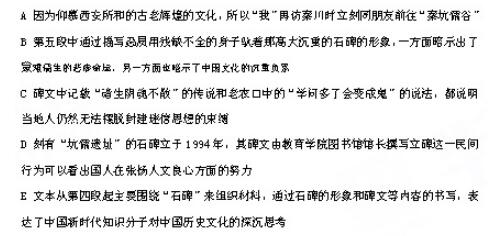 A 因为仰慕西安所和的古老辉煌的文化，所以“我”再访秦川时立刻同朋友前往“秦坑儒谷”
B 第五段中通过描写赑屃用残缺不全的身子驮着那高大沉重的石碑的形象，一方面暗示出了
蒙难儒生的悲惨命运，另一方面也暗示了中国文化的沉重负累
C 碑文中记载“储生阴魂不散”的传说和老农口中的“学问多了会变成鬼”的说法，都说明
当地人仍然无法摆脱封建迷信思想的束缚
D 刻有“坑儒遗址”的石碑立于1994年，其碑文由教育学院图书馆馆长撰写立碑这一民间
行为可以看出国人在张扬人文良心方面的努力
E 文本从第四段起主要围绕“石碑”来组织材料，通过石碑的形象和碑文等内容的书写，表
达了中国新时代知识分子对中国历史文化的深沉思考